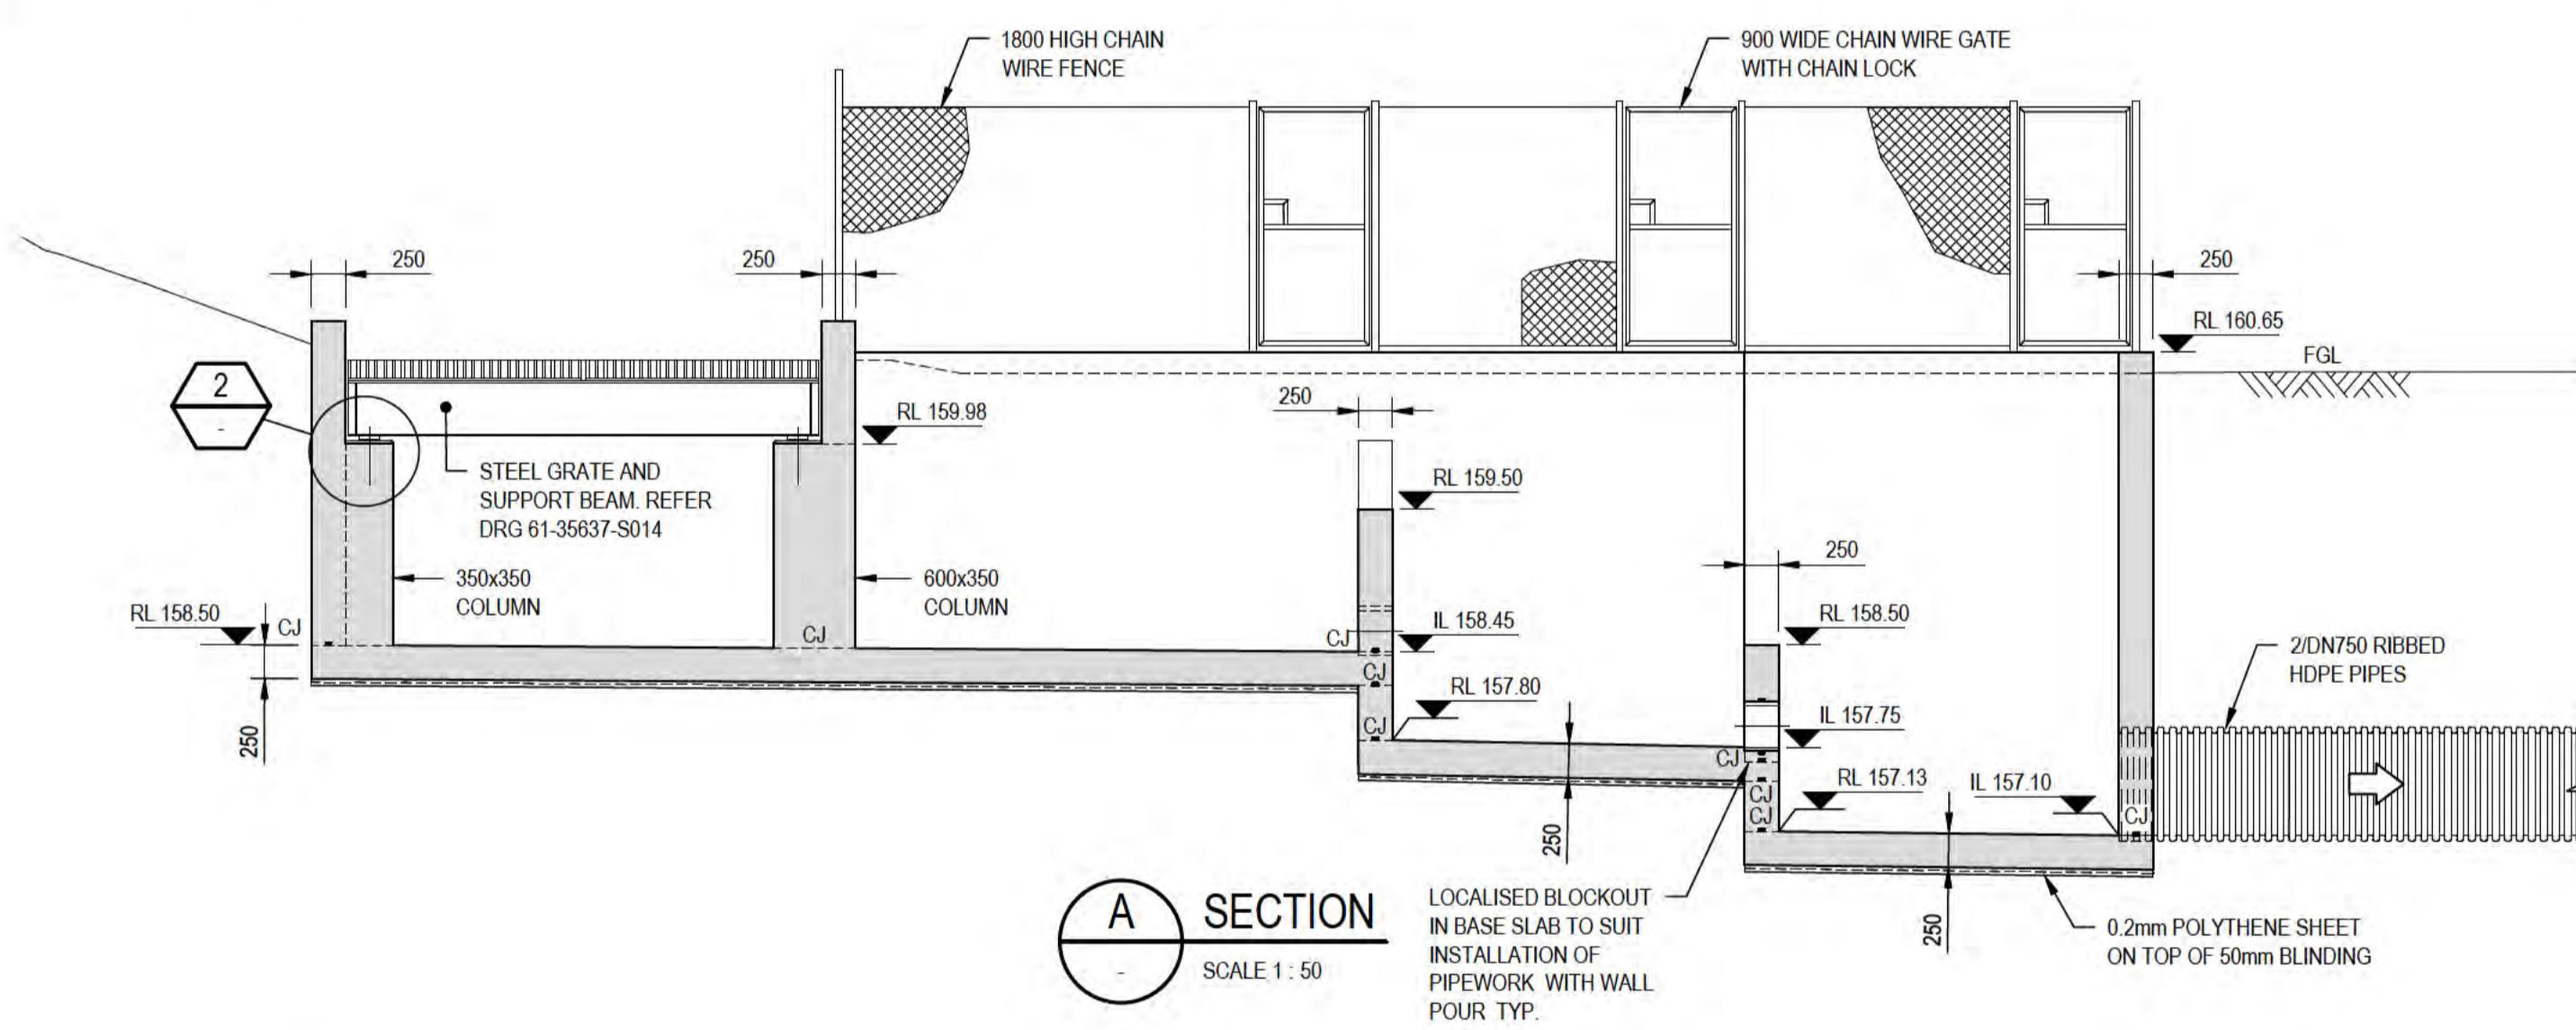 1800 HIGH CHAIN
WIRE FENCE
900 WIDE CHAIN WIRE GATE
WITH CHAIN LOCK
250
250
250
RL 160.65
FGL
2
-
RL 159.98
250
STEEL GRATE AND
SUPPORT BEAM. REFER
DRG 61-35637-S014
RL 159.50
250
350x350
COLUMN
600x350
COLUMN
RL 158.50
CJ
CJ
CJ
IL 158.45
RL 158.50
2/DN750 RIBBED
HDPE PIPES
CJ
RL 157.80
IL 157.75
250
CJ
CJ
RL 157.13
IL 157.10
CJ
CJ
CJ
250
250
A
-
SECTION
SCALE 1 : 50
LOCALISED BLOCKOUT
IN BASE SLAB TO SUIT
INSTALLATION OF
PIPEWORK WITH WALL
POUR TYP.
0.2mm POLYTHENE SHEET
ON TOP OF 50mm BLINDING